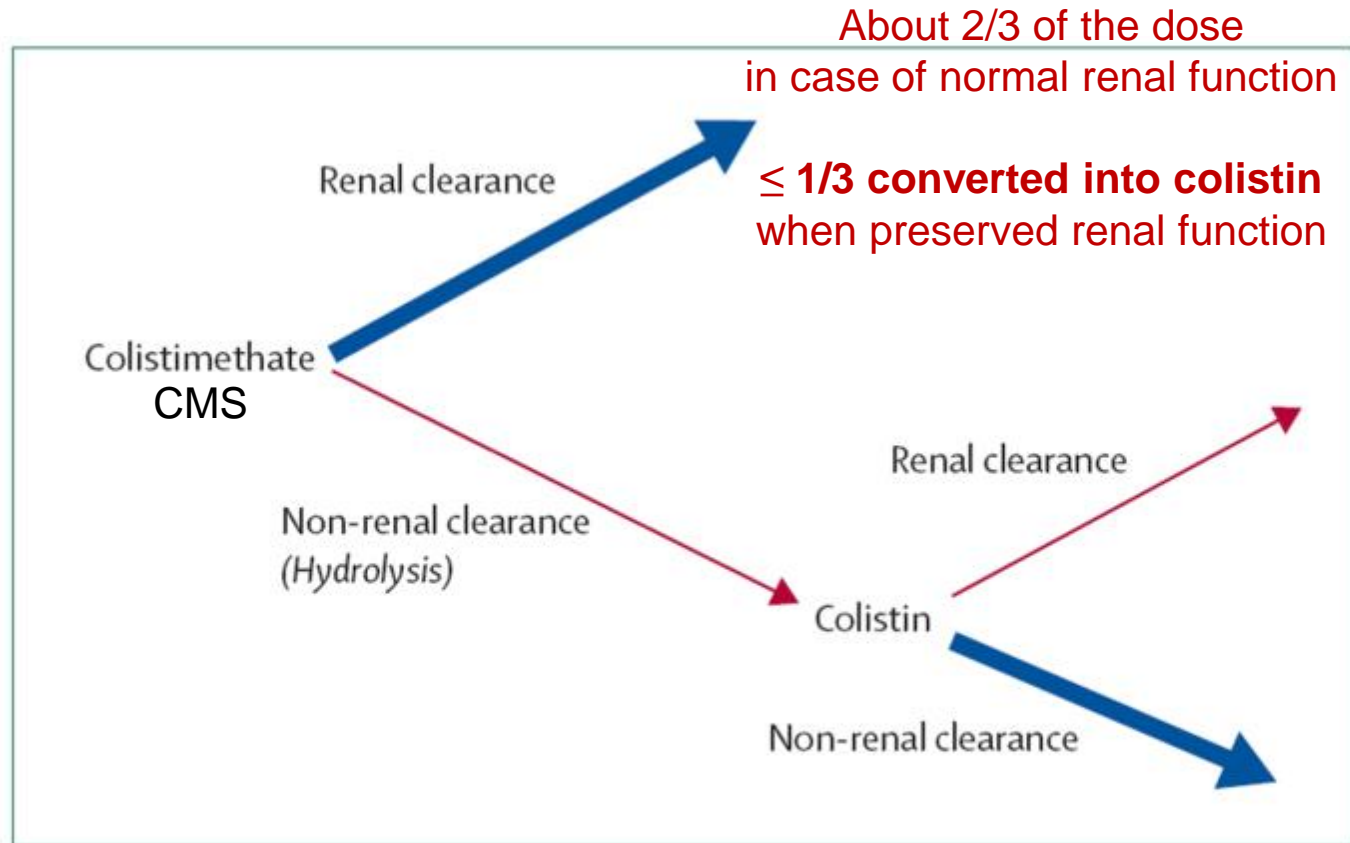 About 2/3 of the dose
in case of normal renal function
≤ 1/3 converted into colistin
when preserved renal function
Renal clearance
Colistimethate
CMS
Non-renal clearance
(Hydrolysis)
Renal clearance
Colistin
Non-renal clearance